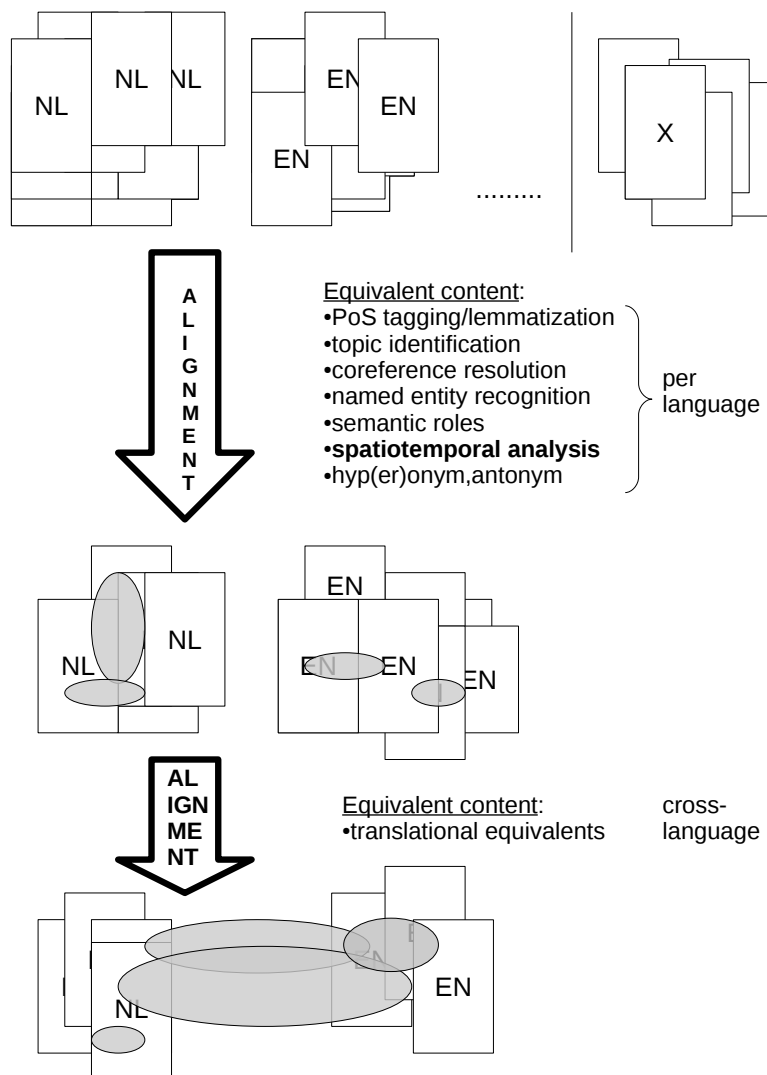 NL
NL
NL
EN
EN
EN
X
.........
ALIGNMENT
Equivalent content:
•PoS tagging/lemmatization
•topic identification
•coreference resolution
•named entity recognition
•semantic roles
•spatiotemporal analysis
•hyp(er)onym,antonym
per
language
NL
NL
EN
EN
EN
EN
AL
IGN
ME
NT
Equivalent content:
•translational equivalents
cross-
language
NL
EN
EN